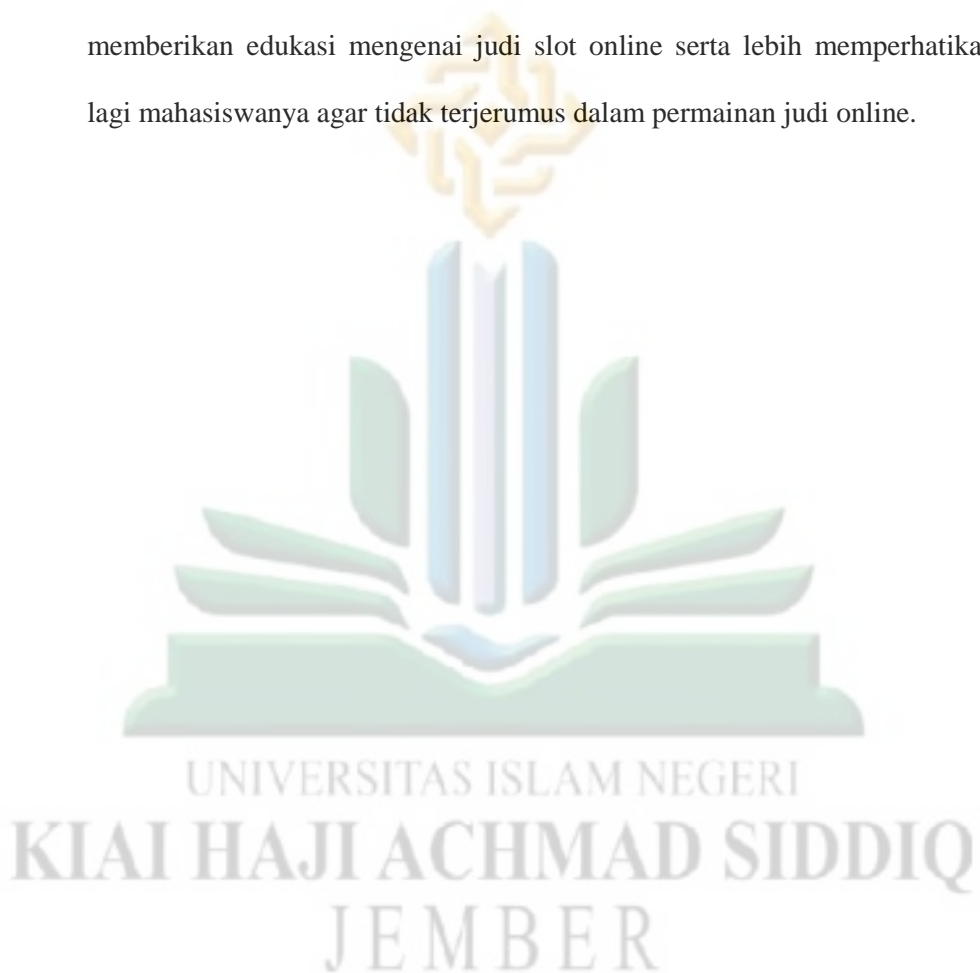 memberikan edukasi mengenai judi slot online serta lebih memperhatika
lagi mahasiswanya agar tidak terjerumus dalam permainan judi online.
UNIVERSITAS ISLAM NEGERI
KIAI HAJI ACHMAD SIDDIQ
JEMBER